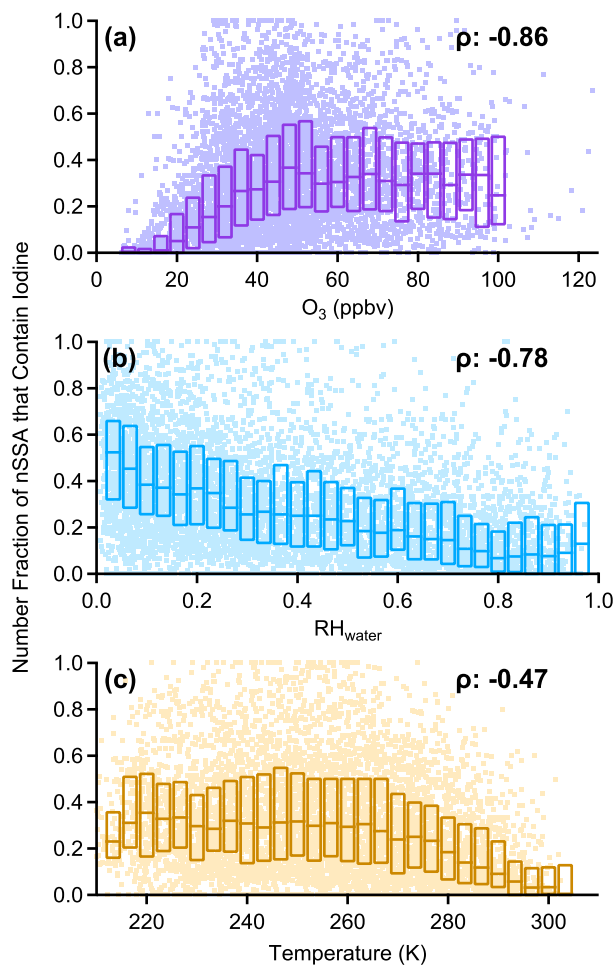 Number Fraction of nSSA that Contain Iodine
(a) ρ: -0.86
1.0
0.8
0.6
0.4
0.2
0.0
0 20 40 60 80 100 120
O₃ (ppbv)
(b) ρ: -0.78
1.0
0.8
0.6
0.4
0.2
0.0
0.0 0.2 0.4 0.6 0.8 1.0
RH_water
(c) ρ: -0.47
1.0
0.8
0.6
0.4
0.2
0.0
220 240 260 280 300
Temperature (K)